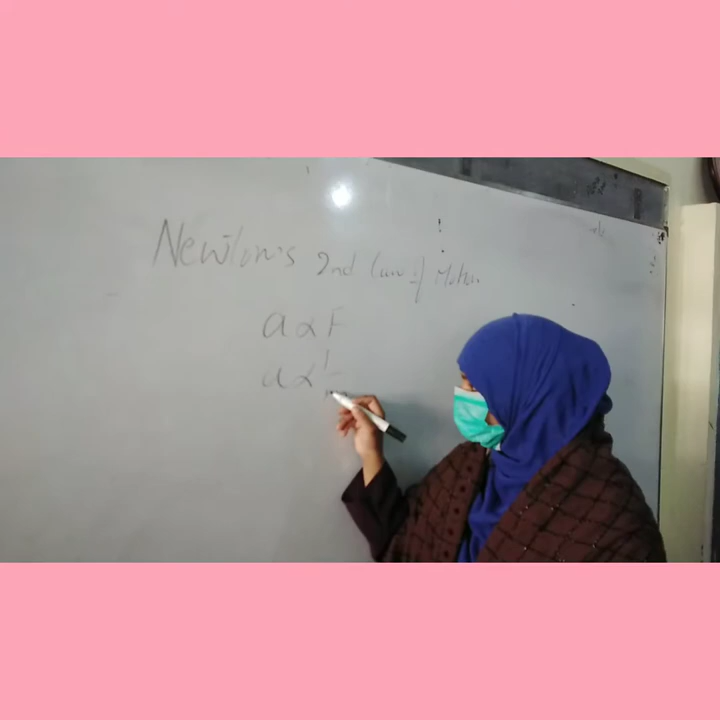 Newton's 2nd Law of Motion
a α F
a α 1/m